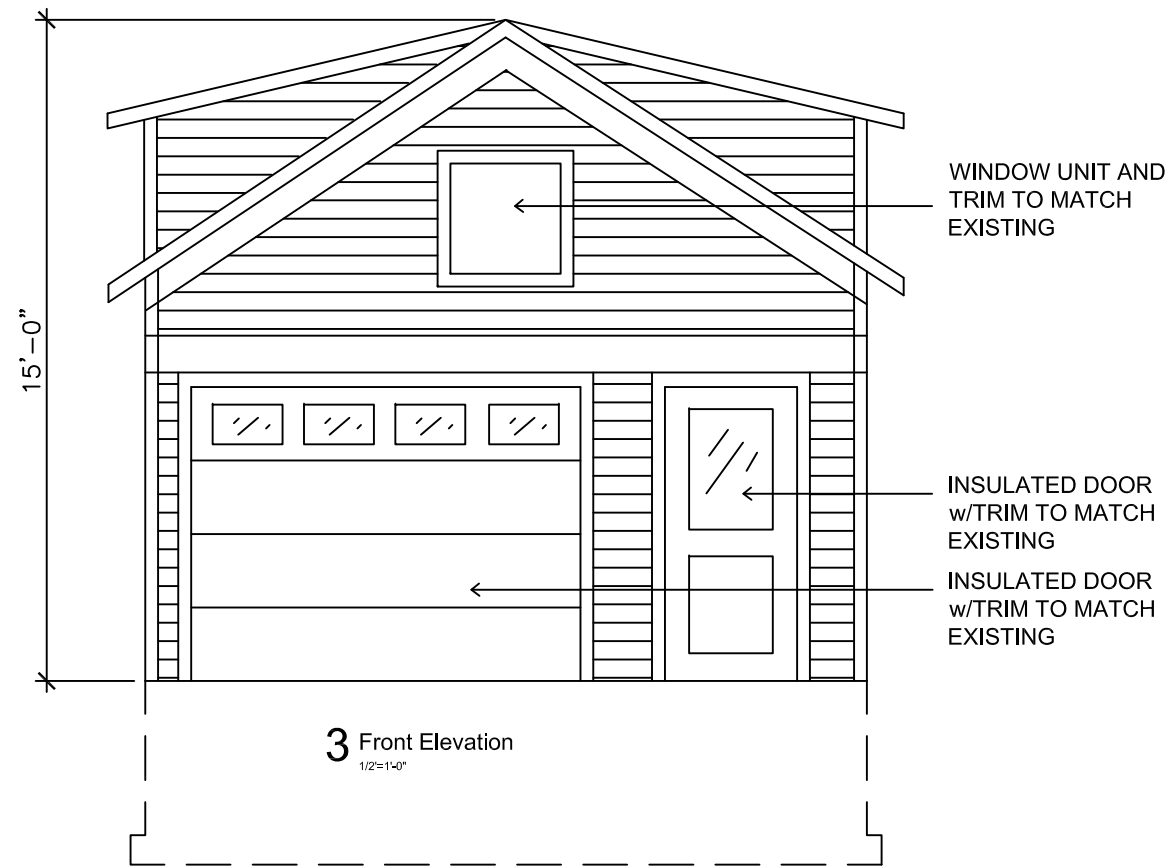 WINDOW UNIT AND
TRIM TO MATCH
EXISTING
15'-0"
INSULATED DOOR
w/TRIM TO MATCH
EXISTING
INSULATED DOOR
w/TRIM TO MATCH
EXISTING
3 Front Elevation
1/2'=1'-0"